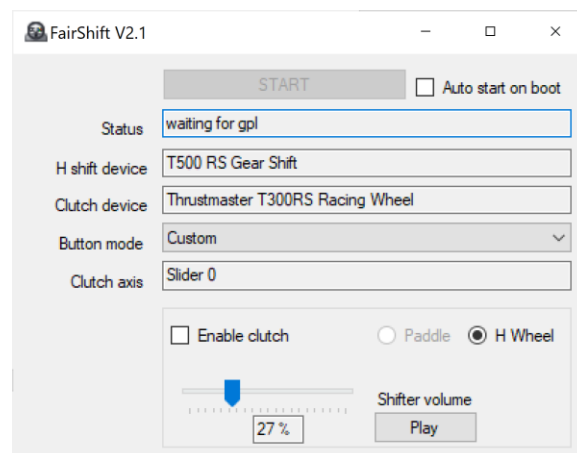 FairShift V2.1
START
Auto start on boot
Status
waiting for gpl
H shift device
T500 RS Gear Shift
Clutch device
Thrustmaster T300RS Racing Wheel
Button mode
Custom
Clutch axis
Slider 0
Enable clutch
Paddle
H Wheel
Shifter volume
27 %
Play